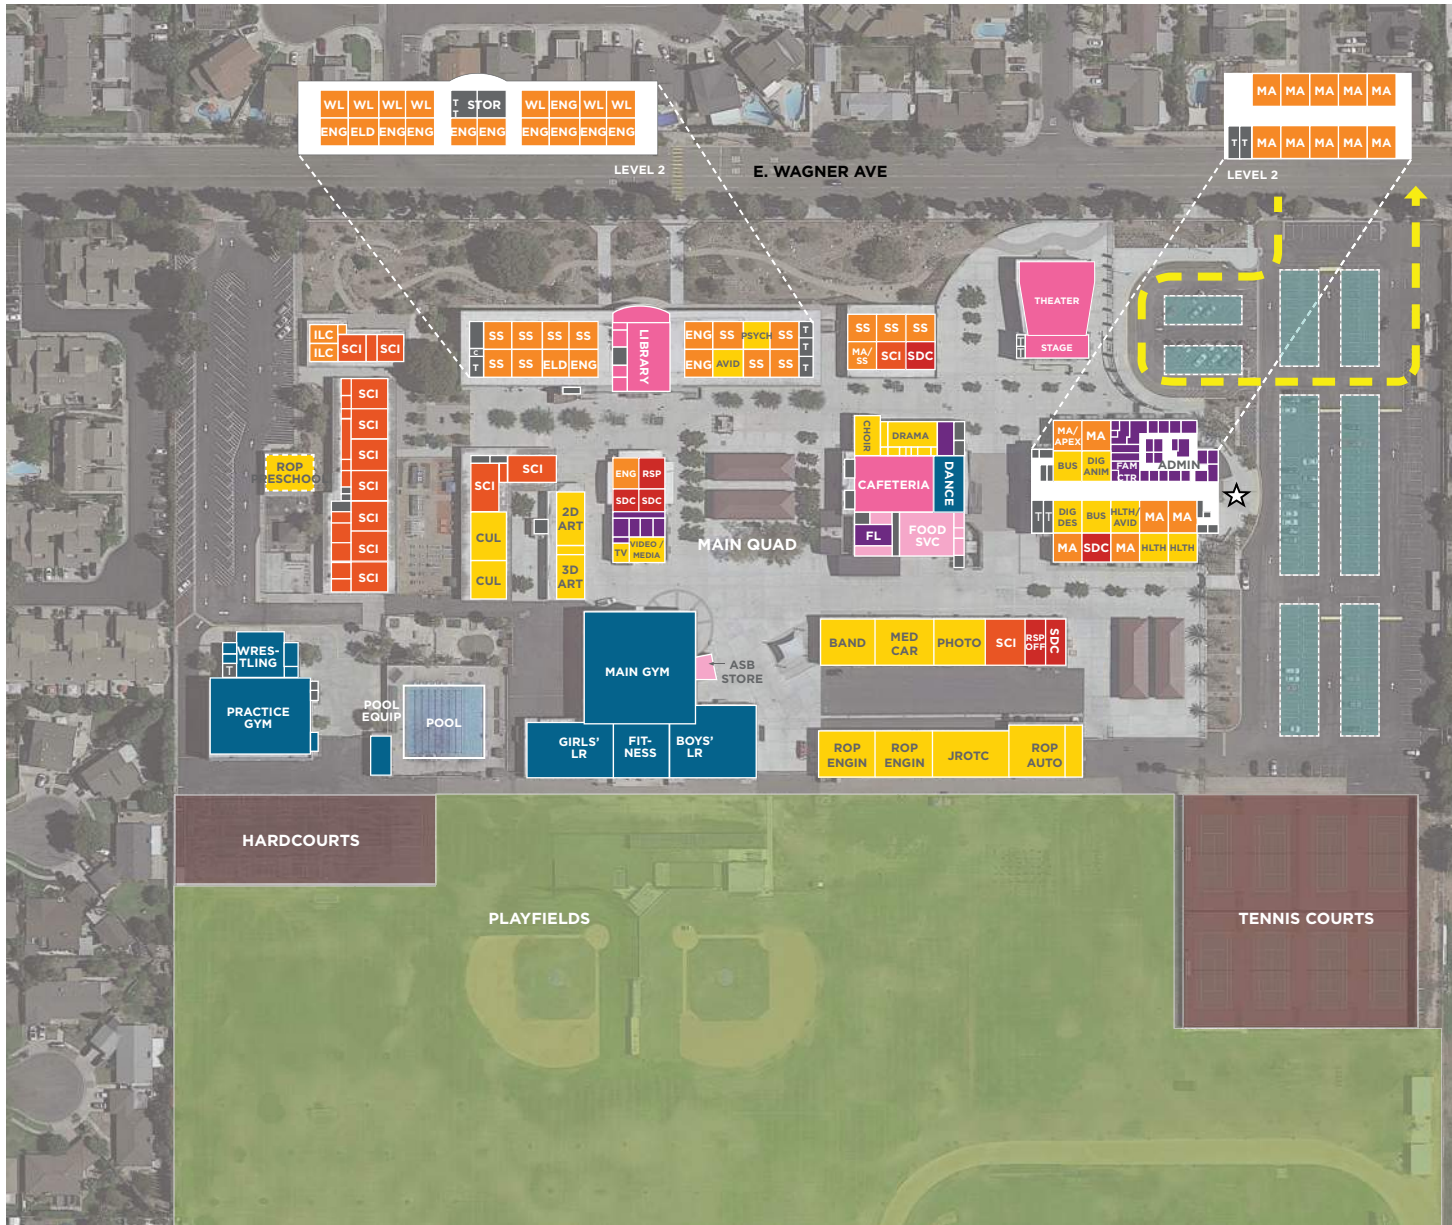 WL WL WL WL
T T STOR
WL ENG WL WL
ENG ELD ENG ENG
ENG ENG
ENG ENG ENG ENG
LEVEL 2
E. WAGNER AVE
MA MA MA MA MA
T T MA MA MA MA MA
LEVEL 2
THEATER
T T STAGE
ILC
ILC
SCI SCI
SS SS SS SS
C
T SS SS ELD ENG
LIBRARY
ENG SS PSYCH SS T
T
ENG AVID SS SS T
SS SS SS
MA/
SS
SCI SDC
SCI
SCI
SCI
SCI
SCI
SCI
SCI
ROP
PRESCHOOL
SCI
SCI
CUL
CUL
2D
ART
3D
ART
ENG RSP
SDC SDC
TV VIDEO /
MEDIA
MAIN QUAD
CHOIR
DRAMA
CAFETERIA
DANCE
FL
FOOD
SVC
MA/
APEX
MA
BUS
DIG
ANIM
FAM
CTR
ADMIN
T T
DIG
DES
BUS
HLTH/
AVID
MA MA
MA SDC MA HLTH HLTH
WRES-
TLING
T
PRACTICE
GYM
POOL
EQUIP
POOL
MAIN GYM
ASB
STORE
GIRLS'
LR
FIT-
NESS
BOYS'
LR
BAND
MED
CAR
PHOTO
SCI
RSP
OFF
SDC
ROP
ENGIN
ROP
ENGIN
JROTC
ROP
AUTO
HARDCOURTS
PLAYFIELDS
TENNIS COURTS